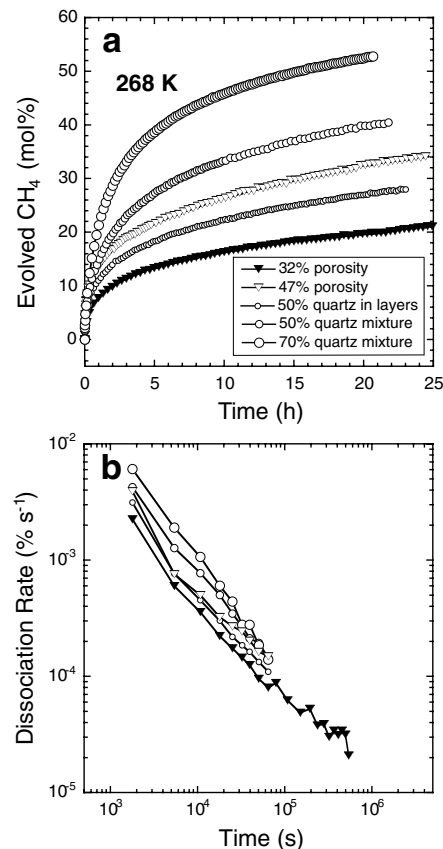 a
268 K
Evolved CH4 (mol%)
60
50
40
30
20
10
0
32% porosity
47% porosity
50% quartz in layers
50% quartz mixture
70% quartz mixture
0 5 10 15 20 25
Time (h)
b
Dissociation Rate (% s-1)
10-2
10-3
10-4
10-5
103 104 105 106
Time (s)